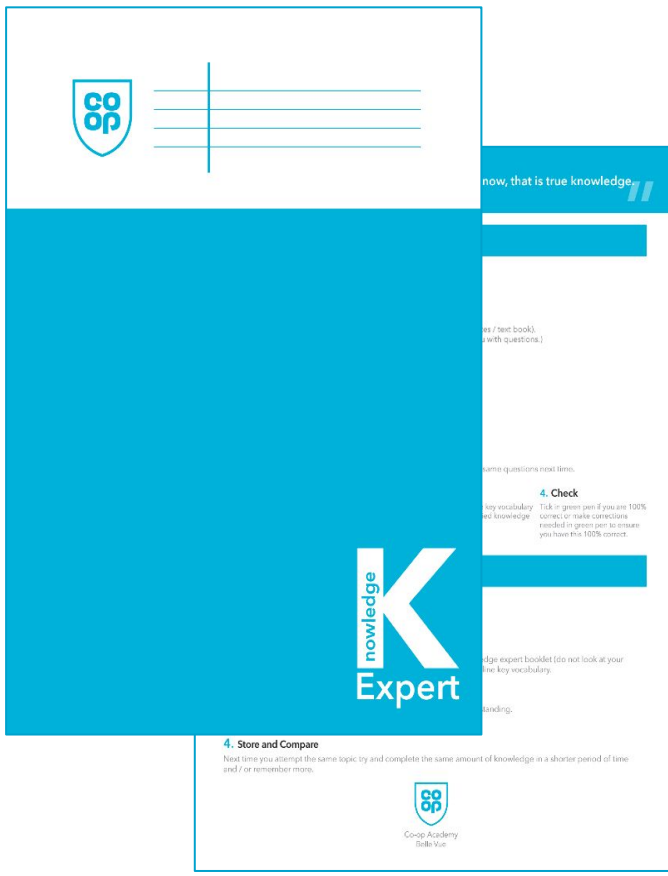 CO
OP
nowledge
K
Expert
now, that is true knowledge.
"
es / text book).
with questions.)
same questions next time.
4. Check
key vocabulary
ed knowledge
Tick in green pen if you are 100%
correct or make corrections
needed in green pen to ensure
you have this 100% correct.
dge expert booklet (do not look at your
line key vocabulary.
tanding.
4. Store and Compare
Next time you attempt the same topic try and complete the same amount of knowledge in a shorter period of time
and / or remember more.
CO
OP
Co-op Academy
Belle Vue